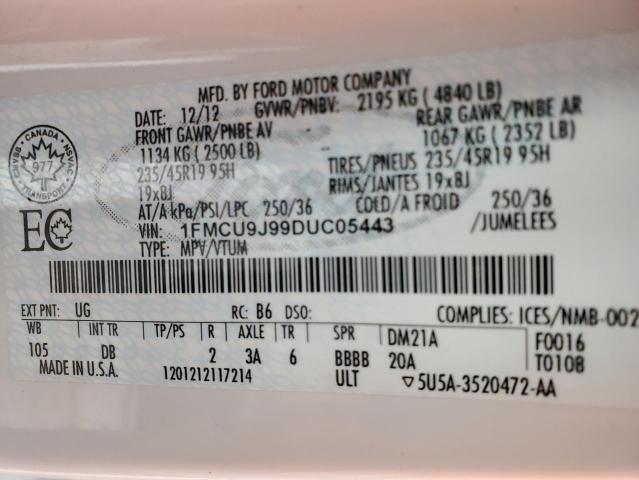 MFD. BY FORD MOTOR COMPANY
DATE: 12/12 GVWR/PNBV: 2195 KG ( 4840 LB)
FRONT GAWR/PNBE AV REAR GAWR/PNBE AR
1134 KG ( 2500 LB) 1067 KG ( 2352 LB)
235/45R19 95H TIRES/PNEUS 235/45R19 95H
19x8J RIMS/JANTES 19x8J
AT/A kPa/PSI/LPC 250/36 COLD/A FROID 250/36
VIN: 1FMCU9J99DUC05443 /JUMELEES
TYPE: MPV/VTUM
CANADA
CMVSS NSVAC
977
TRANSPORT
EC
EXT PNT: UG RC: B6 DSO: COMPLIES: ICES/NMB-002
WB INT TR TP/PS R AXLE TR SPR DM21A F0016
105 DB 2 3A 6 BBBB 20A T0108
MADE IN U.S.A. 1201212117214 ULT ▽5U5A-3520472-AA